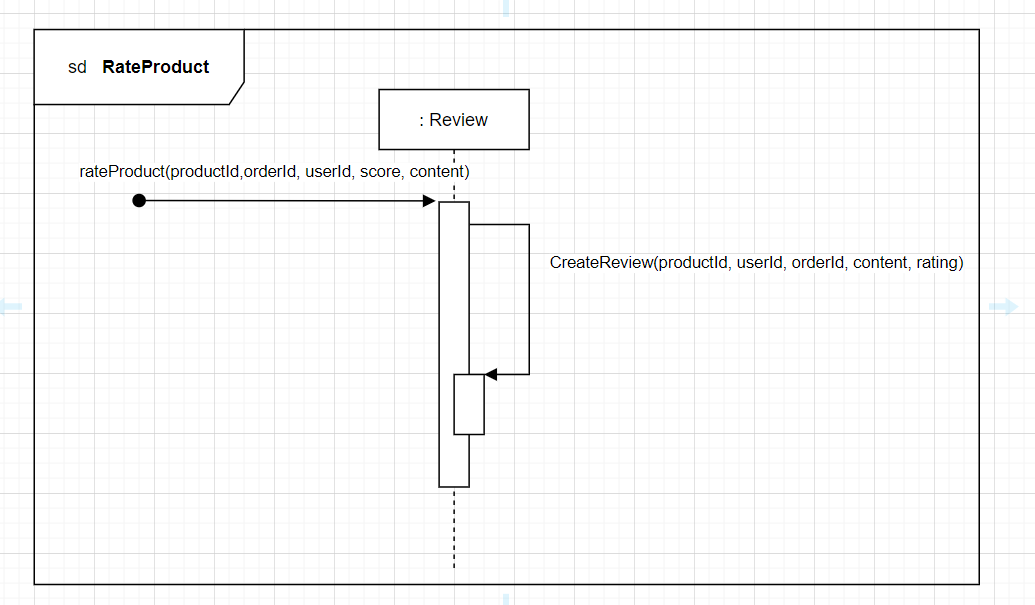 sd RateProduct
: Review
rateProduct(productId,orderId, userId, score, content)
CreateReview(productId, userId, orderId, content, rating)